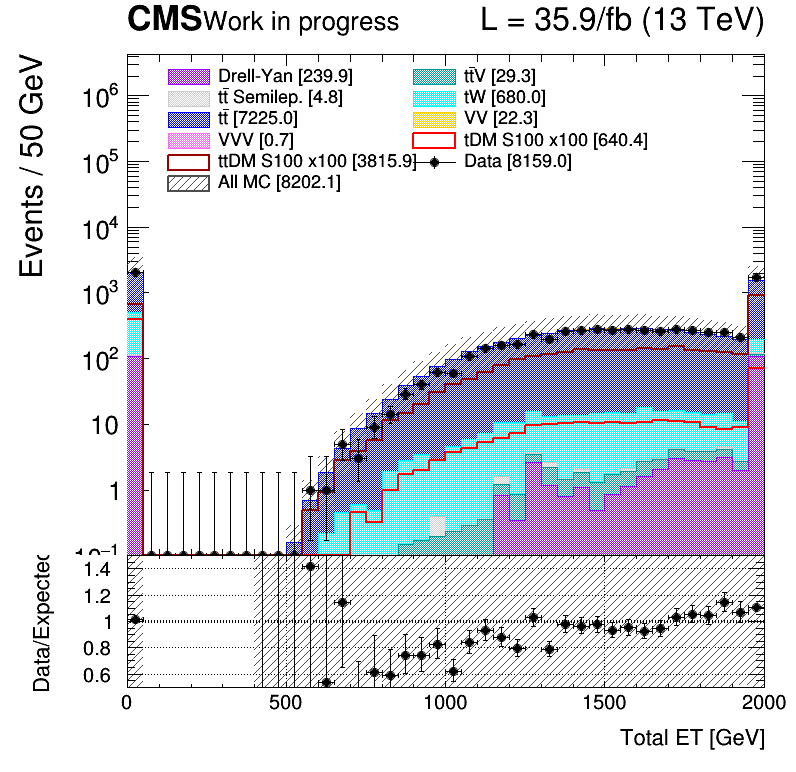 CMS Work in progress L = 35.9/fb (13 TeV)
Events / 50 GeV
Drell-Yan [239.9] tt̄V [29.3]
tt̄ Semilep. [4.8] tW [680.0]
tt̄ [7225.0] VV [22.3]
VVV [0.7] tDM S100 x100 [640.4]
ttDM S100 x100 [3815.9] Data [8159.0]
All MC [8202.1]
10⁶
10⁵
10⁴
10³
10²
10
1
10⁻¹
Data/Expected
1.4
1.2
1
0.8
0.6
0 500 1000 1500 2000
Total ET [GeV]